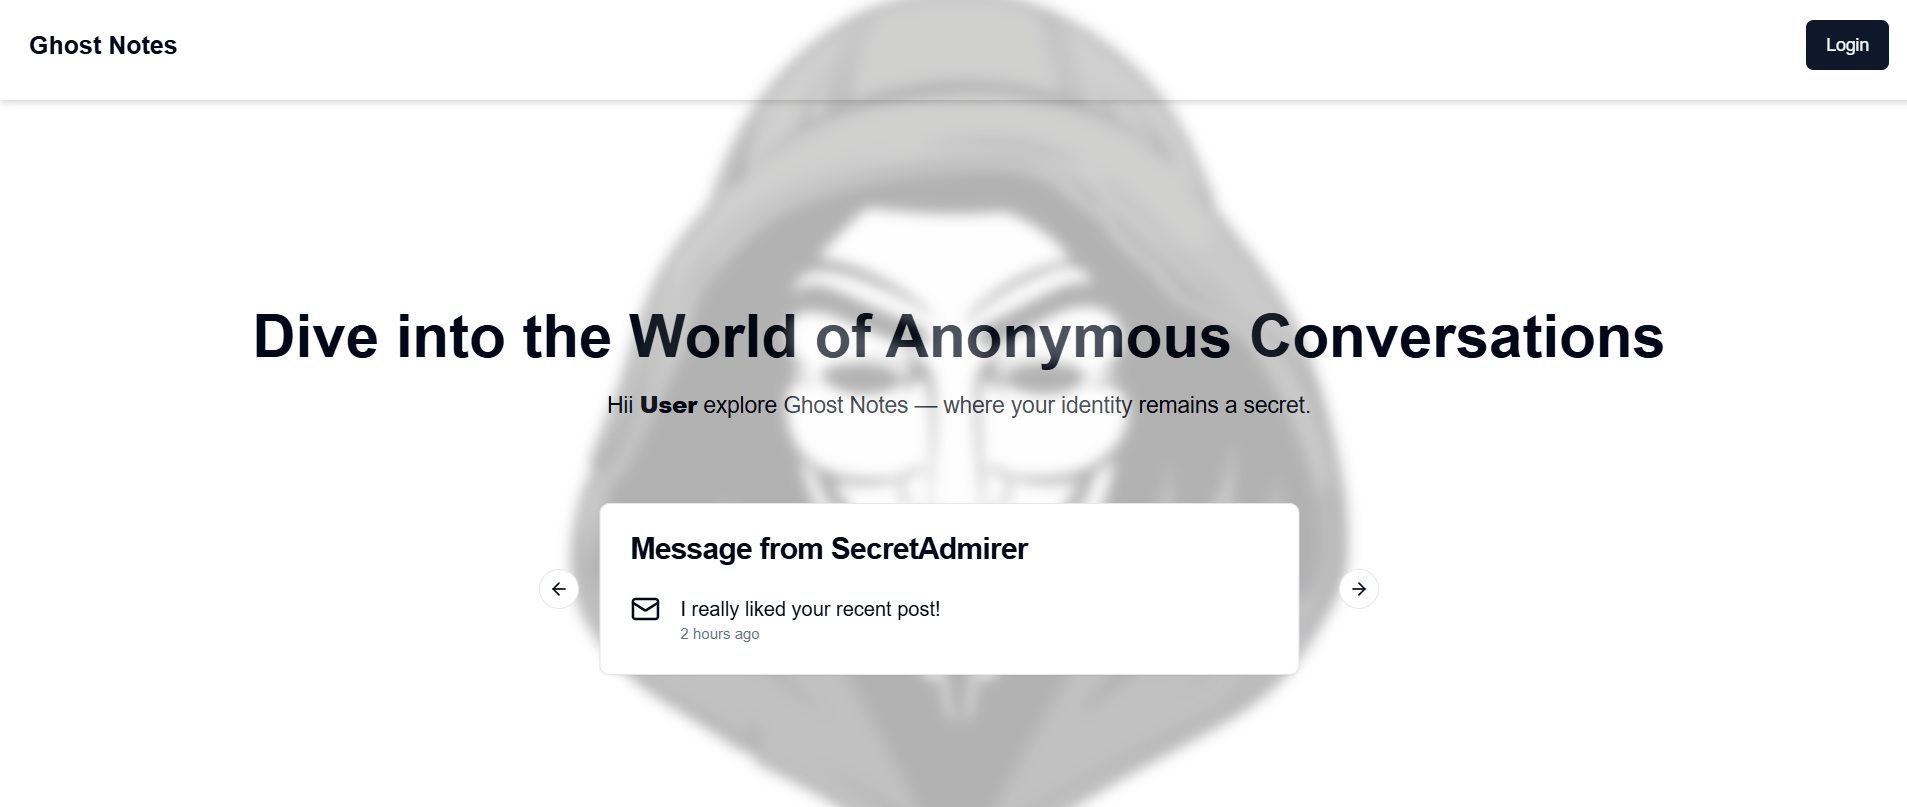 Ghost Notes
Login
Dive into the World of Anonymous Conversations
Hii User explore Ghost Notes — where your identity remains a secret.
Message from SecretAdmirer
I really liked your recent post!
2 hours ago